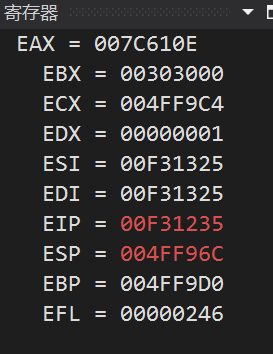 寄存器
EAX = 007C610E
EBX = 00303000
ECX = 004FF9C4
EDX = 00000001
ESI = 00F31325
EDI = 00F31325
EIP = 00F31235
ESP = 004FF96C
EBP = 004FF9D0
EFL = 00000246